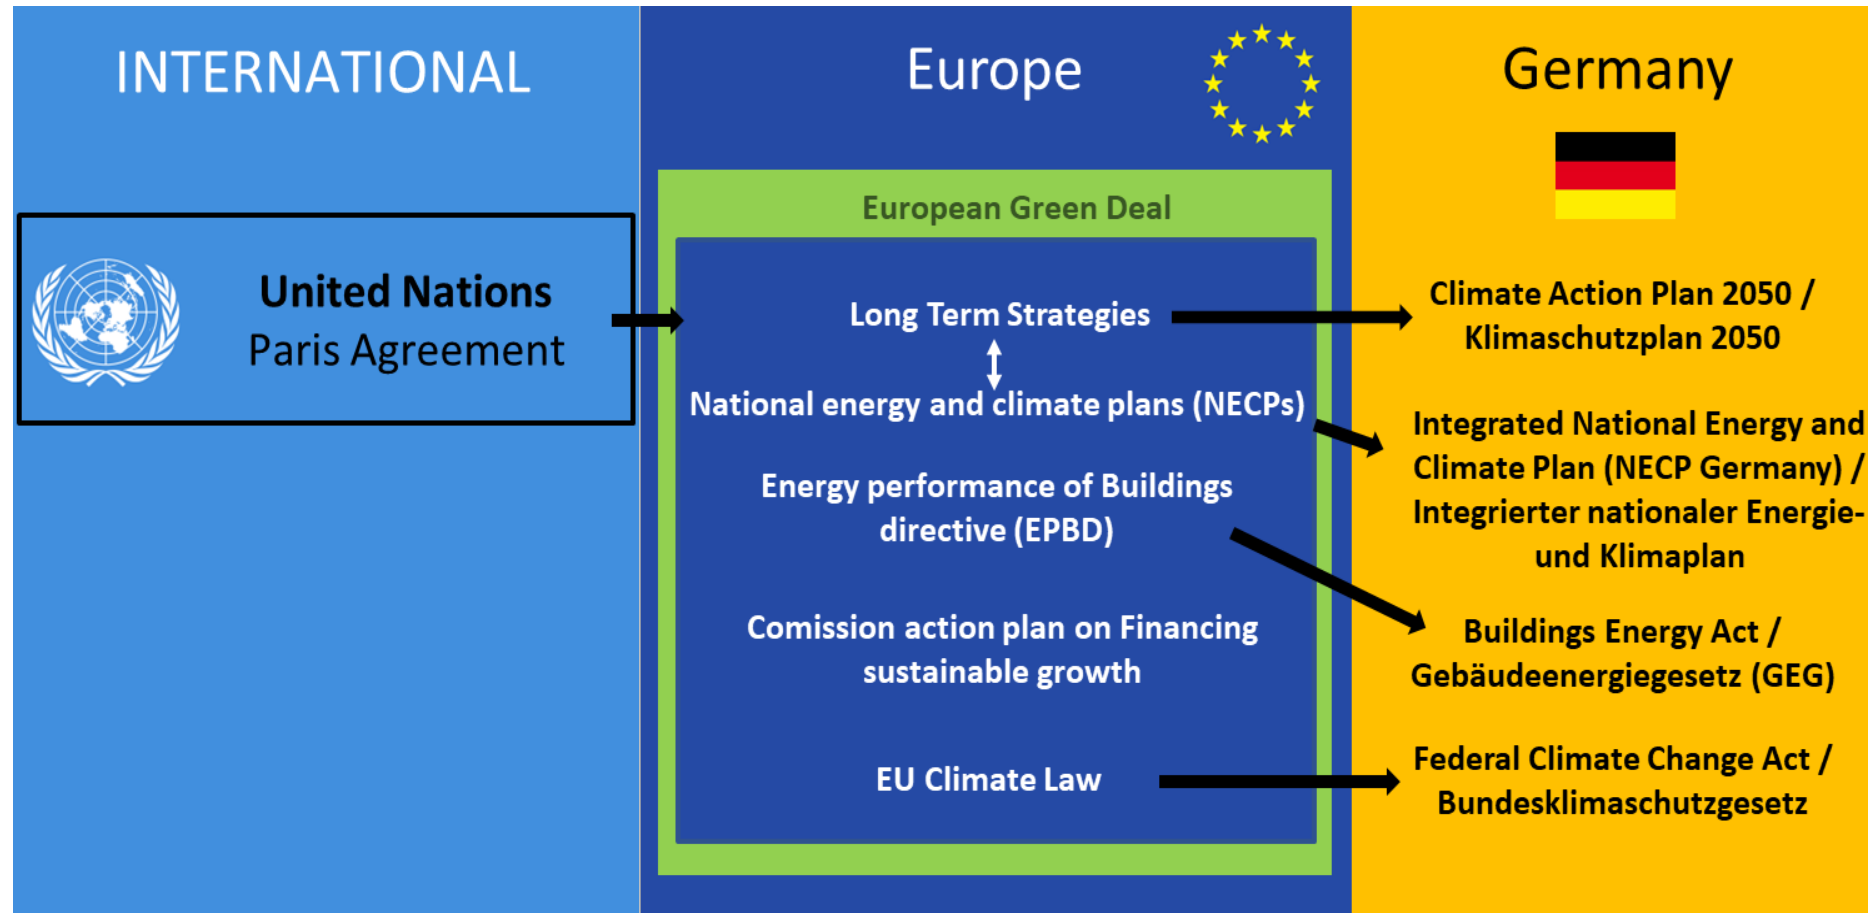 INTERNATIONAL
United Nations
Paris Agreement
Europe
European Green Deal
Long Term Strategies
National energy and climate plans (NECPs)
Energy performance of Buildings
directive (EPBD)
Comission action plan on Financing
sustainable growth
EU Climate Law
Germany
Climate Action Plan 2050 /
Klimaschutzplan 2050
Integrated National Energy and
Climate Plan (NECP Germany) /
Integrierter nationaler Energie-
und Klimaplan
Buildings Energy Act /
Gebäudeenergiegesetz (GEG)
Federal Climate Change Act /
Bundesklimaschutzgesetz